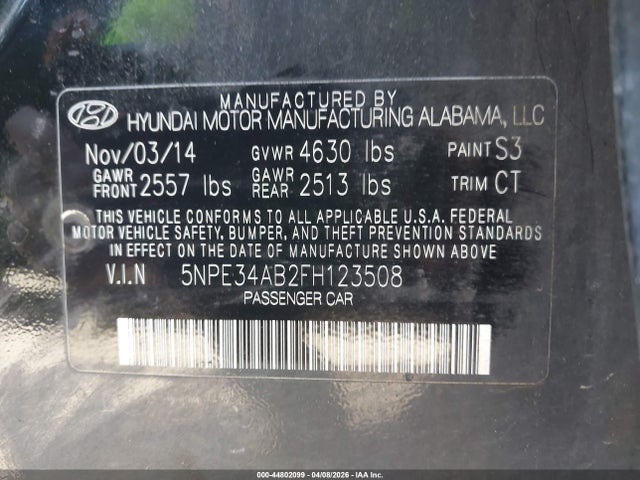 MANUFACTURED BY
HYUNDAI MOTOR MANUFACTURING ALABAMA, LLC
Nov/03/14 GVWR 4630 lbs PAINT S3
GAWR FRONT 2557 lbs GAWR REAR 2513 lbs TRIM CT
THIS VEHICLE CONFORMS TO ALL APPLICABLE U.S.A. FEDERAL
MOTOR VEHICLE SAFETY, BUMPER, AND THEFT PREVENTION STANDARDS
IN EFFECT ON THE DATE OF MANUFACTURE SHOWN ABOVE
V.I.N 5NPE34AB2FH123508
PASSENGER CAR
000-44802099 - 04/08/2026 - IAA Inc.